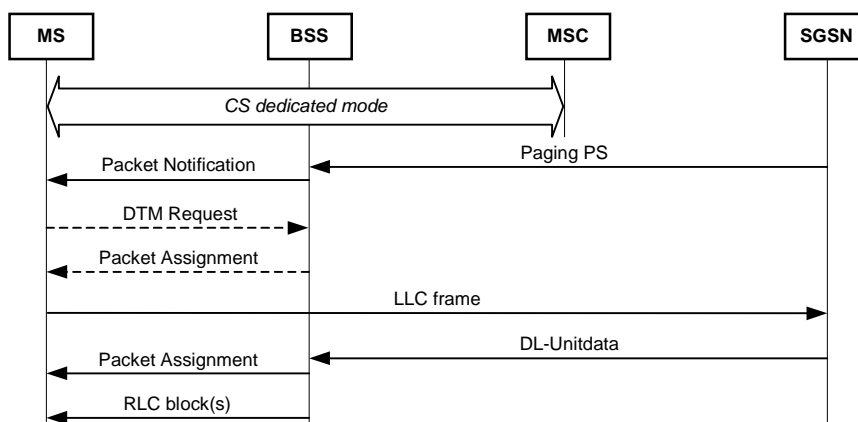 MS
BSS
MSC
SGSN
CS dedicated mode
Paging PS
Packet Notification
DTM Request
Packet Assignment
LLC frame
DL-Unitdata
Packet Assignment
RLC block(s)